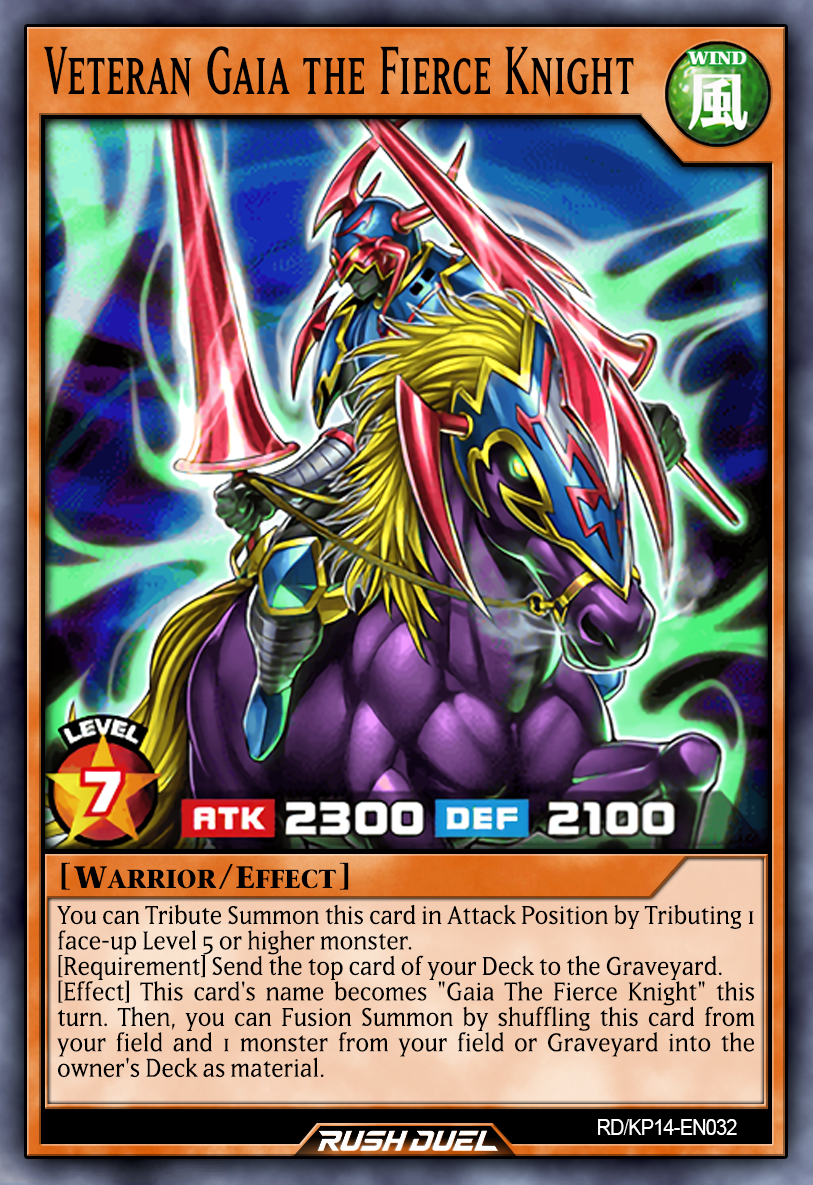 Veteran Gaia the Fierce Knight
WIND
風
LEVEL
7
ATK 2300 DEF 2100
[Warrior/Effect]
You can Tribute Summon this card in Attack Position by Tributing 1
face-up Level 5 or higher monster.
[Requirement] Send the top card of your Deck to the Graveyard.
[Effect] This card's name becomes "Gaia The Fierce Knight" this
turn. Then, you can Fusion Summon by shuffling this card from
your field and 1 monster from your field or Graveyard into the
owner's Deck as material.
RD/KP14-EN032
RUSH DUEL